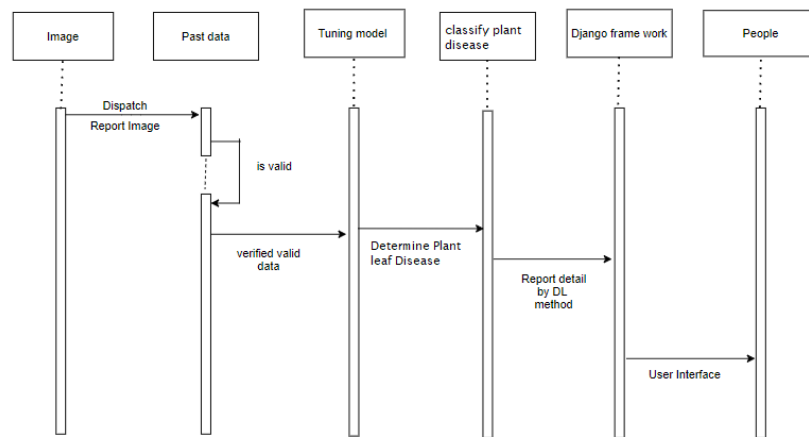 Image
Past data
Tuning model
classify plant
disease
Django frame work
People
Dispatch
Report Image
is valid
verified valid
data
Determine Plant
leaf Disease
Report detail
by DL
method
User Interface